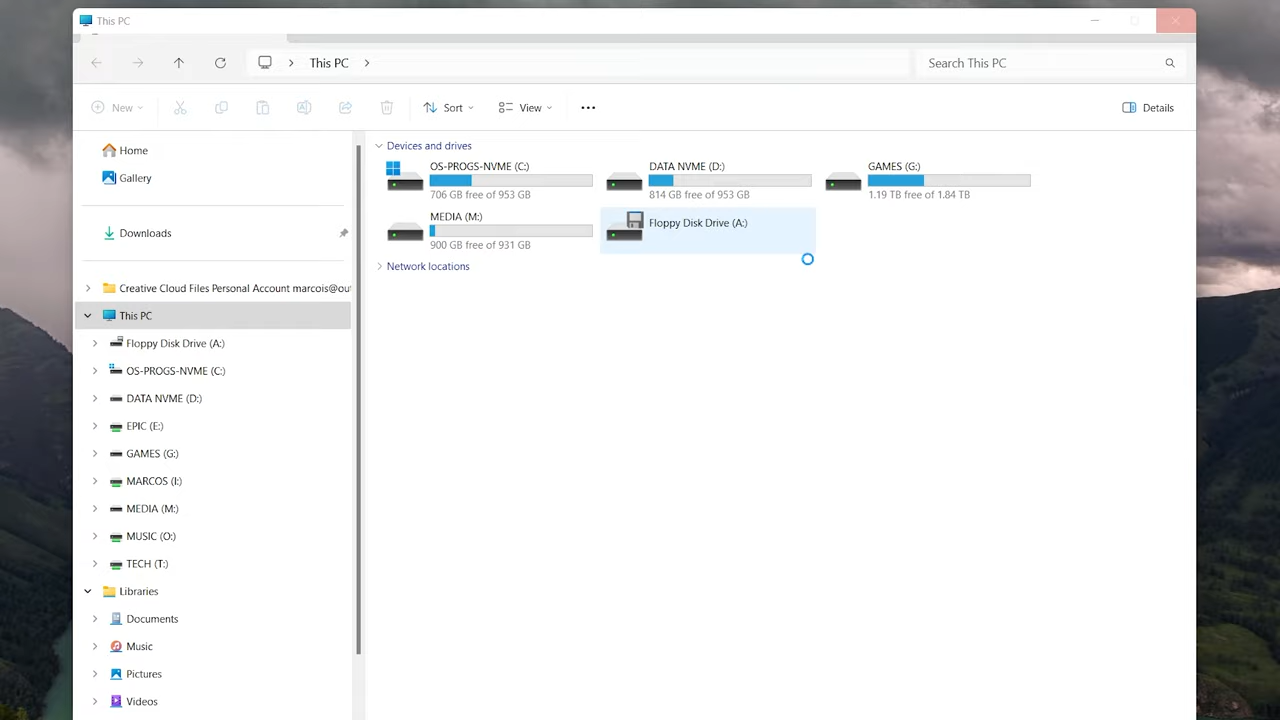 This PC
This PC
Search This PC
New
Sort
View
Details
Home
Gallery
Downloads
Creative Cloud Files Personal Account marcois@ou
This PC
Floppy Disk Drive (A:)
OS-PROGS-NVME (C:)
DATA NVME (D:)
EPIC (E:)
GAMES (G:)
MARCOS (I:)
MEDIA (M:)
MUSIC (O:)
TECH (T:)
Libraries
Documents
Music
Pictures
Videos
Devices and drives
OS-PROGS-NVME (C:)
706 GB free of 953 GB
DATA NVME (D:)
814 GB free of 953 GB
GAMES (G:)
1.19 TB free of 1.84 TB
MEDIA (M:)
900 GB free of 931 GB
Floppy Disk Drive (A:)
Network locations